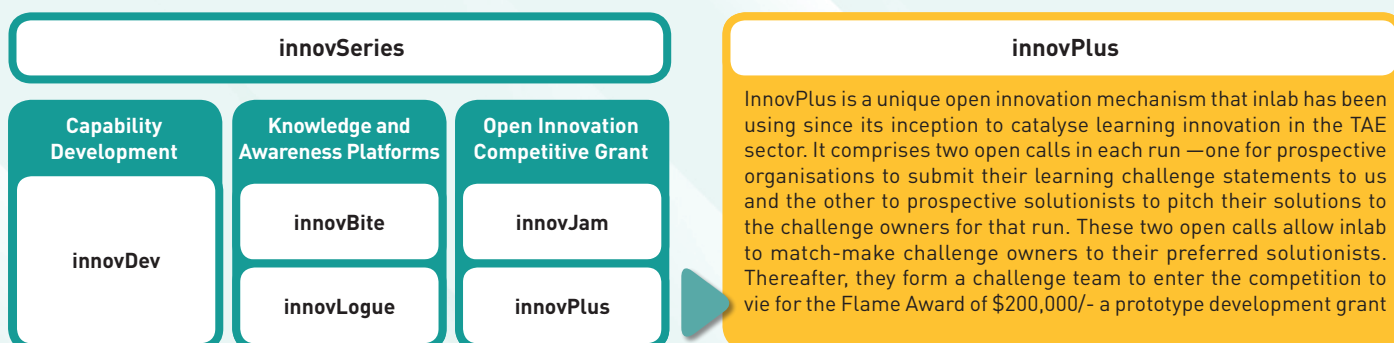 innovSeries
Capability
Development
innovDev
Knowledge and
Awareness Platforms
innovBite
innovLogue
Open Innovation
Competitive Grant
innovJam
innovPlus
innovPlus
InnovPlus is a unique open innovation mechanism that inlab has been
using since its inception to catalyse learning innovation in the TAE
sector. It comprises two open calls in each run —one for prospective
organisations to submit their learning challenge statements to us
and the other to prospective solutionists to pitch their solutions to
the challenge owners for that run. These two open calls allow inlab
to match-make challenge owners to their preferred solutionists.
Thereafter, they form a challenge team to enter the competition to
vie for the Flame Award of $200,000/- a prototype development grant